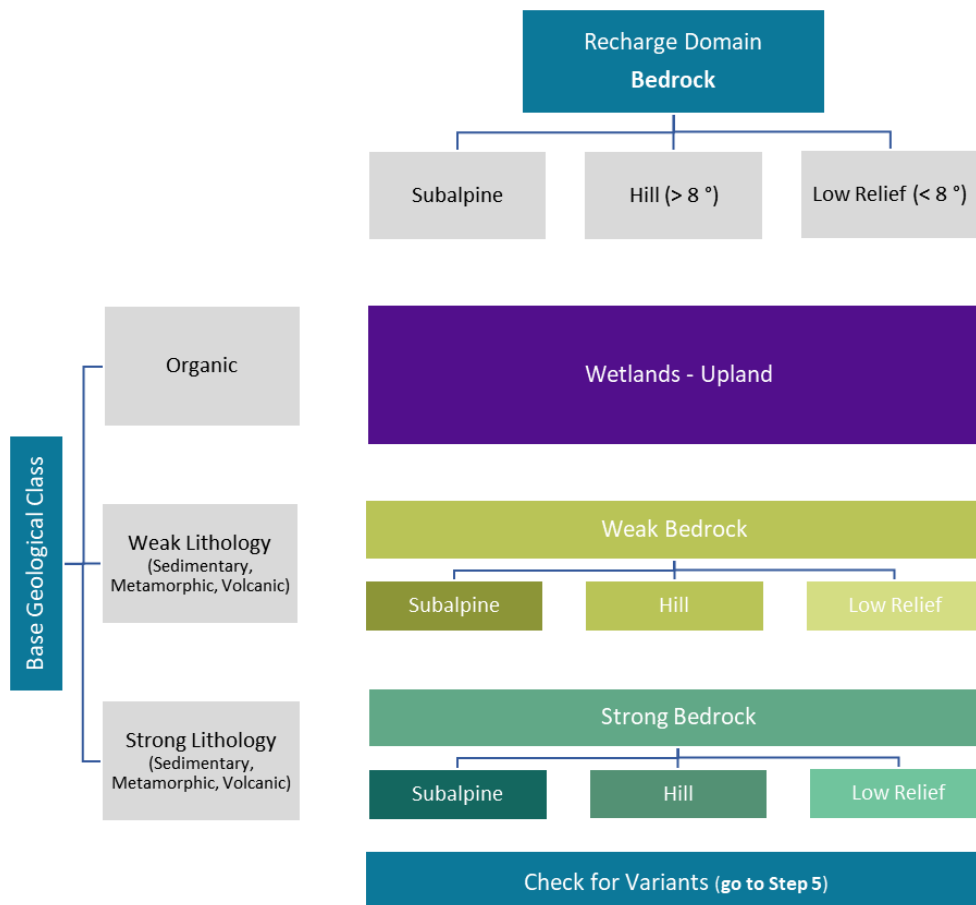 Recharge Domain
Bedrock
Subalpine
Hill (> 8 °)
Low Relief (< 8 °)
Base Geological Class
Organic
Wetlands - Upland
Weak Lithology
(Sedimentary,
Metamorphic, Volcanic)
Weak Bedrock
Subalpine
Hill
Low Relief
Strong Lithology
(Sedimentary,
Metamorphic, Volcanic)
Strong Bedrock
Subalpine
Hill
Low Relief
Check for Variants (go to Step 5)